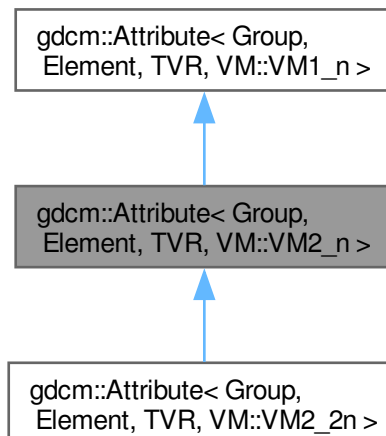 gdcm::Attribute< Group,
Element, TVR, VM::VM1_n >
gdcm::Attribute< Group,
Element, TVR, VM::VM2_n >
gdcm::Attribute< Group,
Element, TVR, VM::VM2_2n >